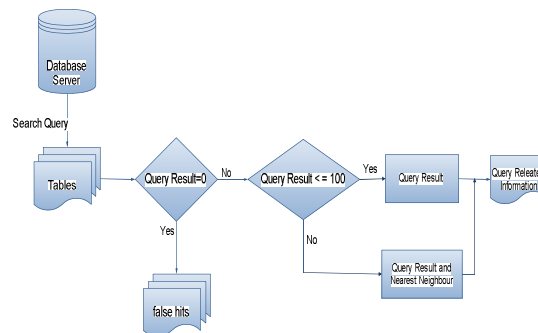 Database
Server
Search Query
Tables
Query Result=0
No
Query Result < = 100
Yes
Query Result
Query Releate
Information
Yes
No
Query Result and
Nearest Neighbour
false hits